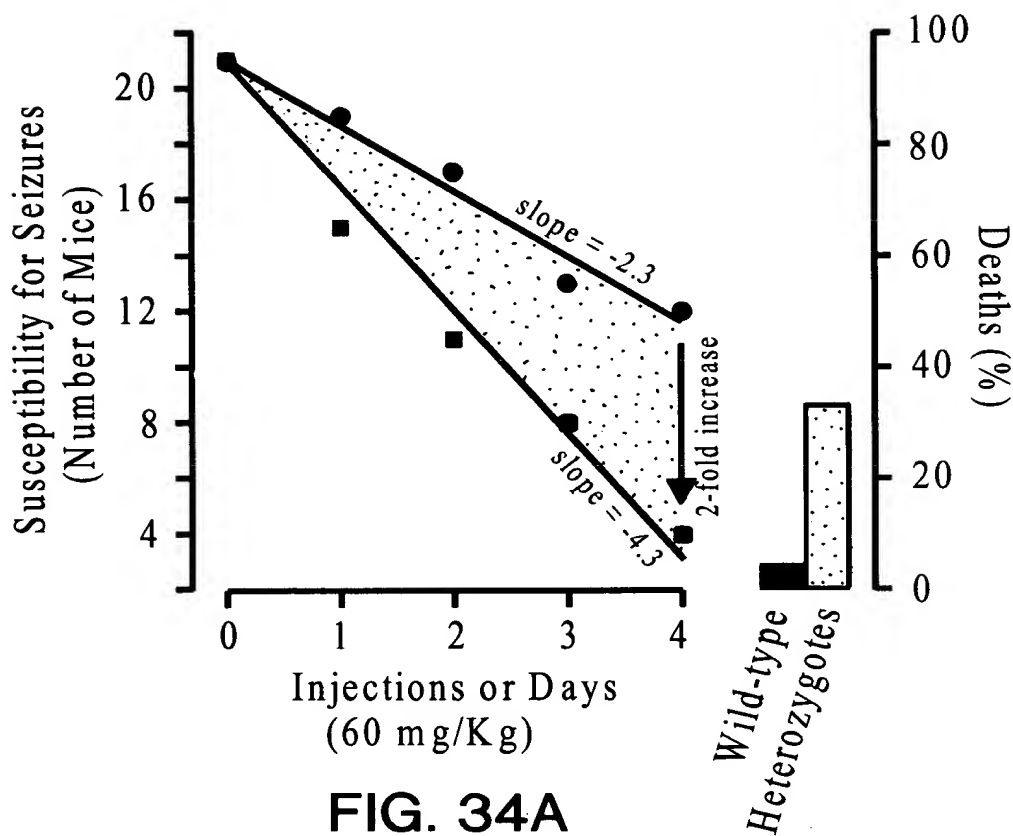 Susceptibility for Seizures
(Number of Mice)
20
16
12
8
4
slope = -2.3
slope = -4.3
2-fold increase
0
1
2
3
4
Injections or Days
(60 mg/Kg)
100
80
60
40
20
0
Deaths (%)
Wild-type
Heterozygotes
FIG. 34A